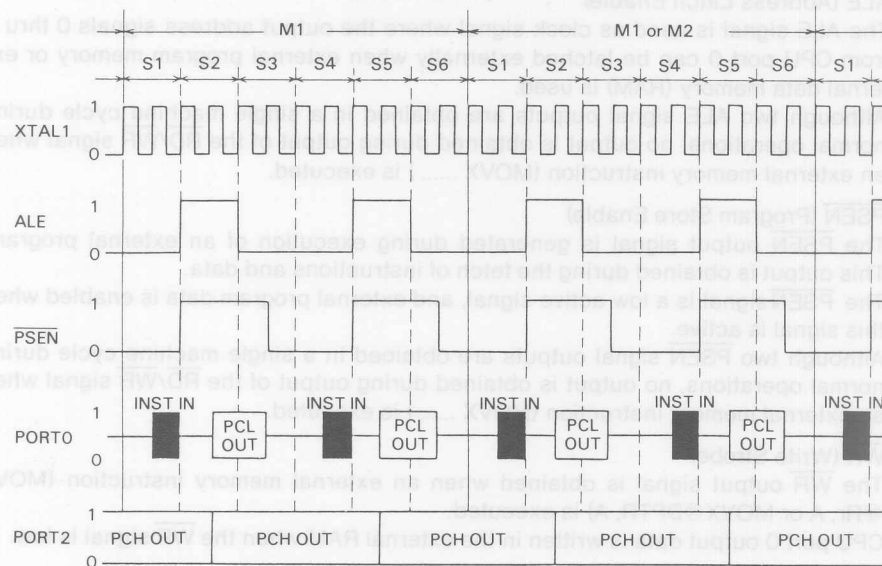 ALE (Address Latch Enable)
The ALE signal is used as clock signal where the output address signals 0 thru
from CPU port 0 can be latched externally when external program memory or ex
ternal data memory (RAM) is used.
Although two ALE signal outputs are obtained in a single machine cycle durin
normal operations, no output is obtained during output of the RD/WR signal whe
an external memory instruction (MOVX ......) is executed.
PSEN (Program Store Enable)
The PSEN output signal is generated during execution of an external program
This output is obtained during the fetch of instructions and data.
The PSEN signal is a low active signal, and external program data is enabled whe
this signal is active.
Although two PSEN signal outputs are obtained in a single machine cycle durin
normal operations, no output is obtained during output of the RD/WR signal whe
an external memory instruction (MOVX ......) is executed.
WR (Write Strobe)
The WR output signal is obtained when an external memory instruction (MOV
@Rr, A or MOVX @DPTR, A) is executed.
CPU port 0 output data is written in the external RAM when the WR signal is
M1 M1 or M2
S1 S2 S3 S4 S5 S6 S1 S2 S3 S4 S5 S6
XTAL1 1 0
ALE 1 0
PSEN 1 0
INST IN INST IN INST IN INST IN INST IN
PORT0 1 0 PCL OUT PCL OUT PCL OUT PCL OUT
PORT2 1 0 PCH OUT PCH OUT PCH OUT PCH OUT PCH OUT